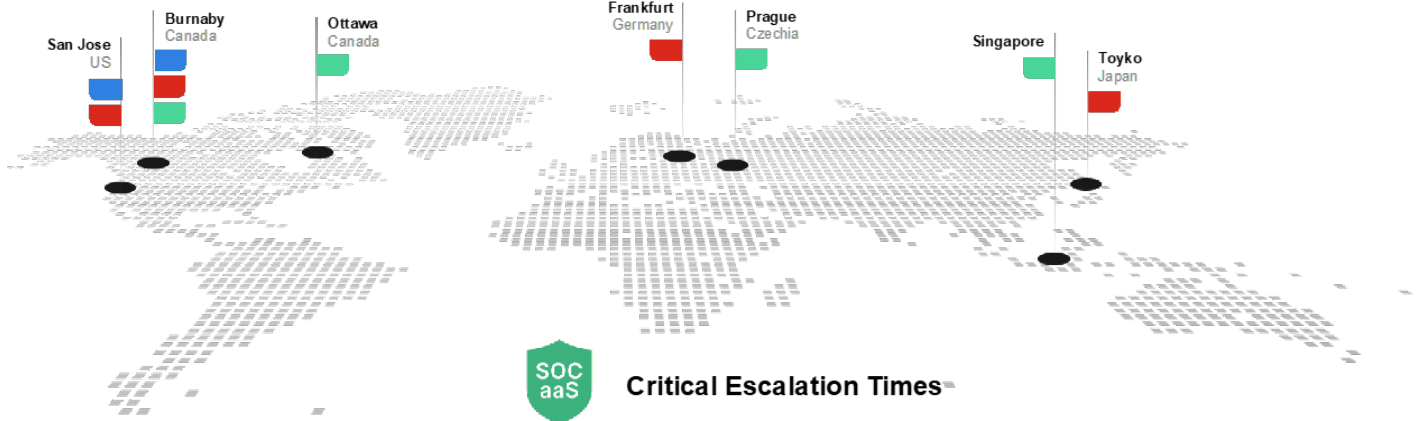 San Jose
US
Burnaby
Canada
Ottawa
Canada
Frankfurt
Germany
Prague
Czechia
Singapore
Toyko
Japan
SOC
aaS
Critical Escalation Times